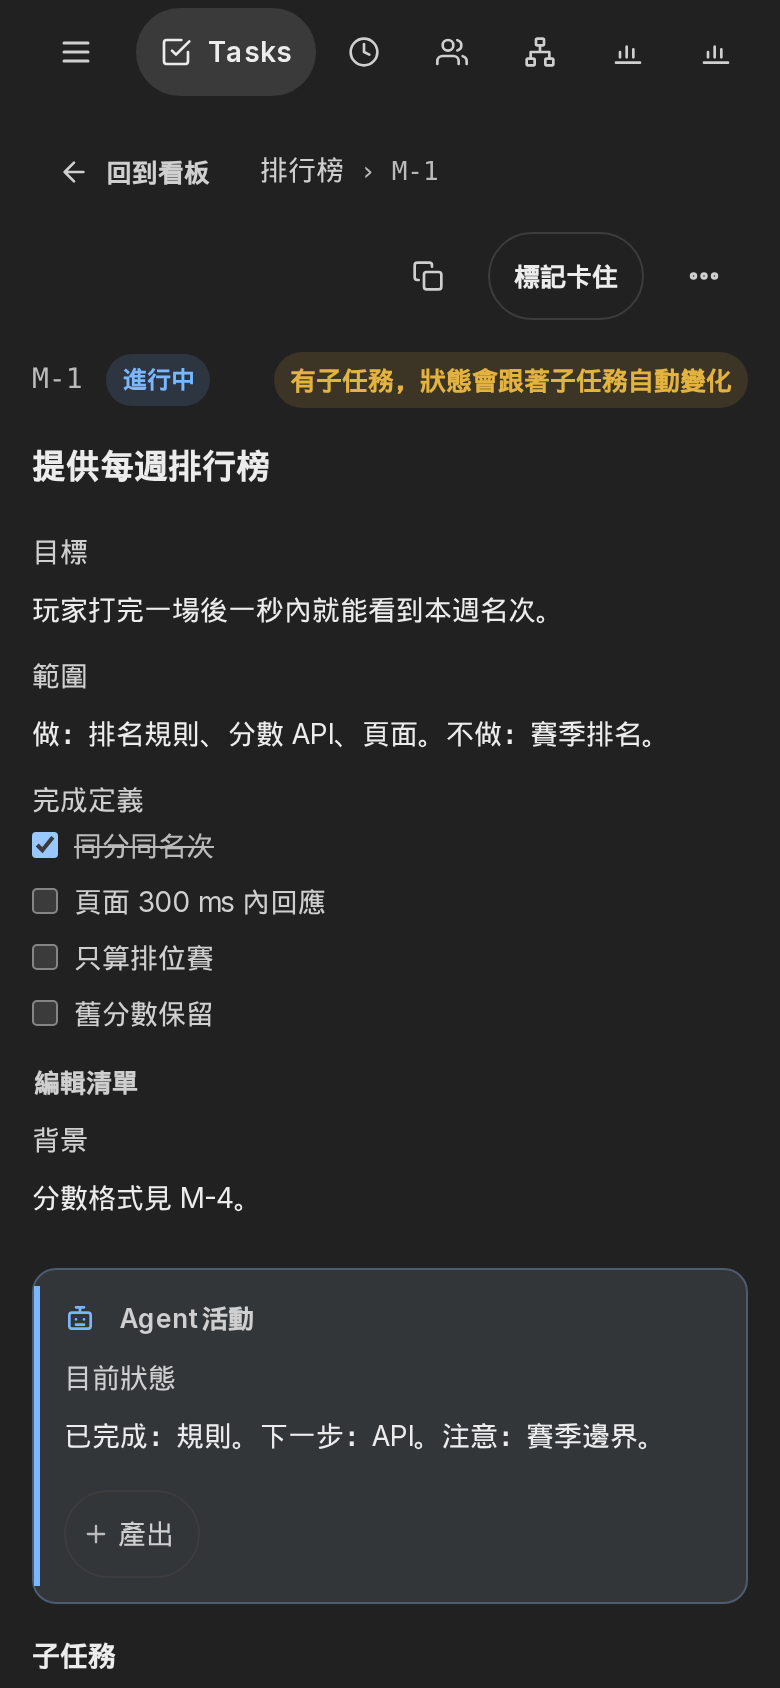 Tasks
回到看板 排行榜 › M-1
標記卡住
M-1 進行中 有子任務，狀態會跟著子任務自動變化
提供每週排行榜
目標
玩家打完一場後一秒內就能看到本週名次。
範圍
做：排名規則、分數 API、頁面。不做：賽季排名。
完成定義
同分同名次
頁面 300 ms 內回應
只算排位賽
舊分數保留
編輯清單
背景
分數格式見 M-4。
Agent 活動
目前狀態
已完成：規則。下一步：API。注意：賽季邊界。
+ 產出
子任務